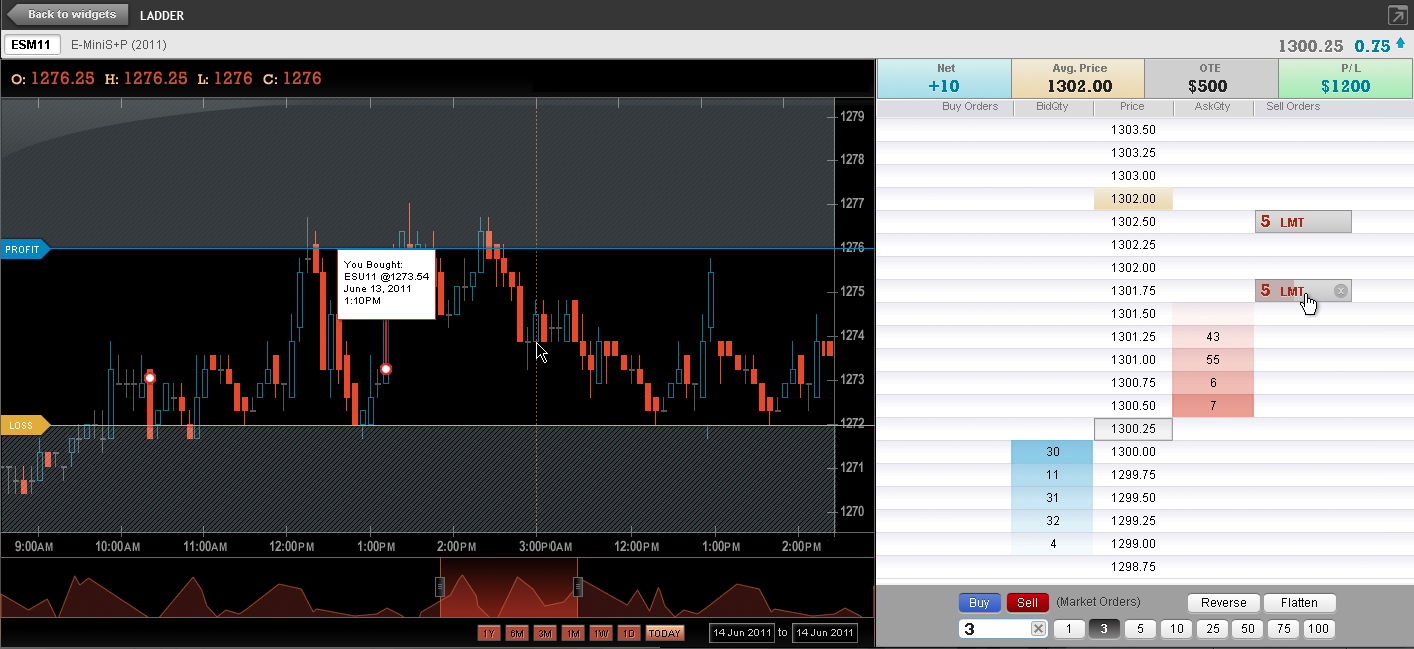 Back to widgets LADDER
ESM11 E-MiniS+P (2011) 1300.25 0.75
O: 1276.25 H: 1276.25 L: 1276 C: 1276
Net Avg. Price OTE P/L
+10 1302.00 $500 $1200
Buy Orders BidQty Price AskQty Sell Orders
1279
1278
1277
1276
1275
1274
1273
1272
1271
1270
PROFIT
LOSS
You Bought:
ESU11 @1273.54
June 13, 2011
1:10PM
9:00AM 10:00AM 11:00AM 12:00PM 1:00PM 2:00PM 3:00PM0AM 12:00PM 1:00PM 2:00PM
1Y 6M 3M 1M 1W 1D TODAY 14 Jun 2011 to 14 Jun 2011
1303.50
1303.25
1303.00
1302.00
1302.50 5 LMT
1302.25
1302.00
1301.75 5 LMT
1301.50
1301.25 43
1301.00 55
1300.75 6
1300.50 7
1300.25
30 1300.00
11 1299.75
31 1299.50
32 1299.25
4 1299.00
1298.75
Buy Sell (Market Orders) Reverse Flatten
3 1 3 5 10 25 50 75 100